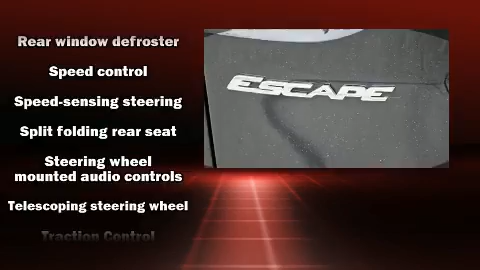 Rear window defroster
Speed control
Speed-sensing steering
Split folding rear seat
Steering wheel
mounted audio controls
Telescoping steering wheel
Traction Control
ESCAPE